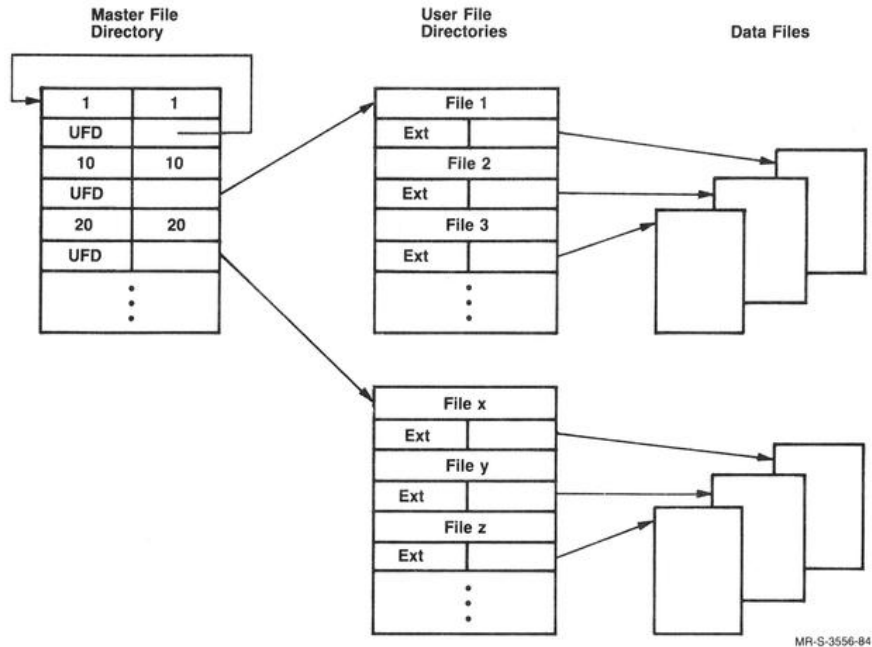 Master File
Directory
User File
Directories
Data Files
1 1
UFD
10 10
UFD
20 20
UFD
File 1
Ext
File 2
Ext
File 3
Ext
File x
Ext
File y
Ext
File z
Ext
MR-S-3556-84